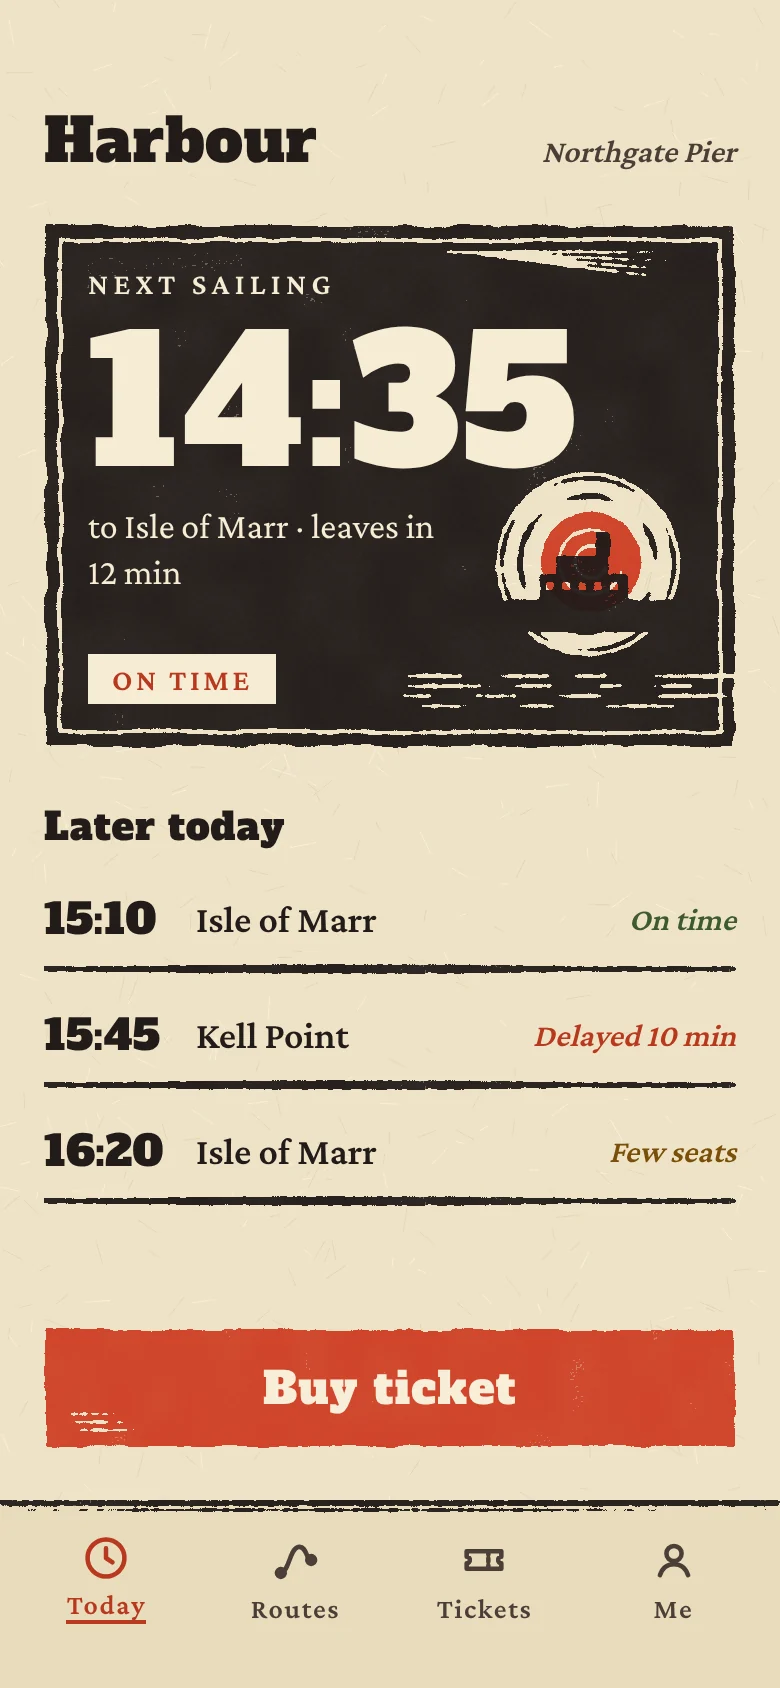 Harbour
Northgate Pier
NEXT SAILING
14:35
to Isle of Marr · leaves in
12 min
ON TIME
Later today
15:10 Isle of Marr On time
15:45 Kell Point Delayed 10 min
16:20 Isle of Marr Few seats
Buy ticket
Today Routes Tickets Me